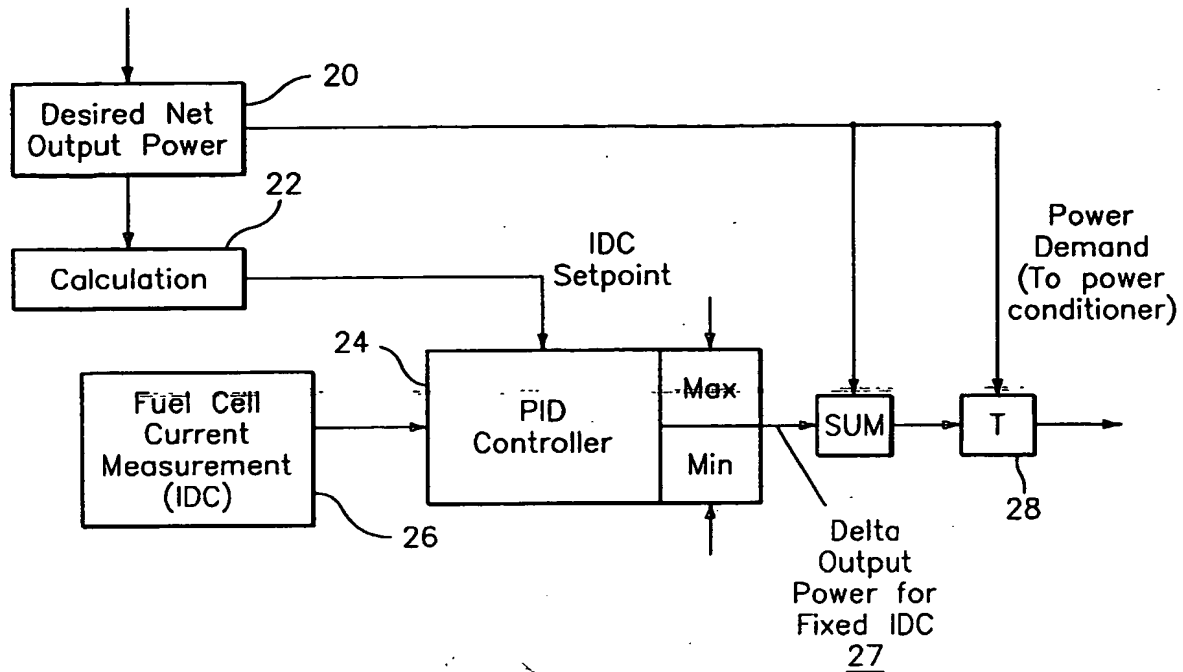 20
Desired Net
Output Power
22
Calculation
IDC
Setpoint
Power
Demand
(To power
conditioner)
24
Fuel Cell
Current
Measurement
(IDC)
26
PID
Controller
Max
Min
SUM
T
28
Delta
Output
Power for
Fixed IDC
27